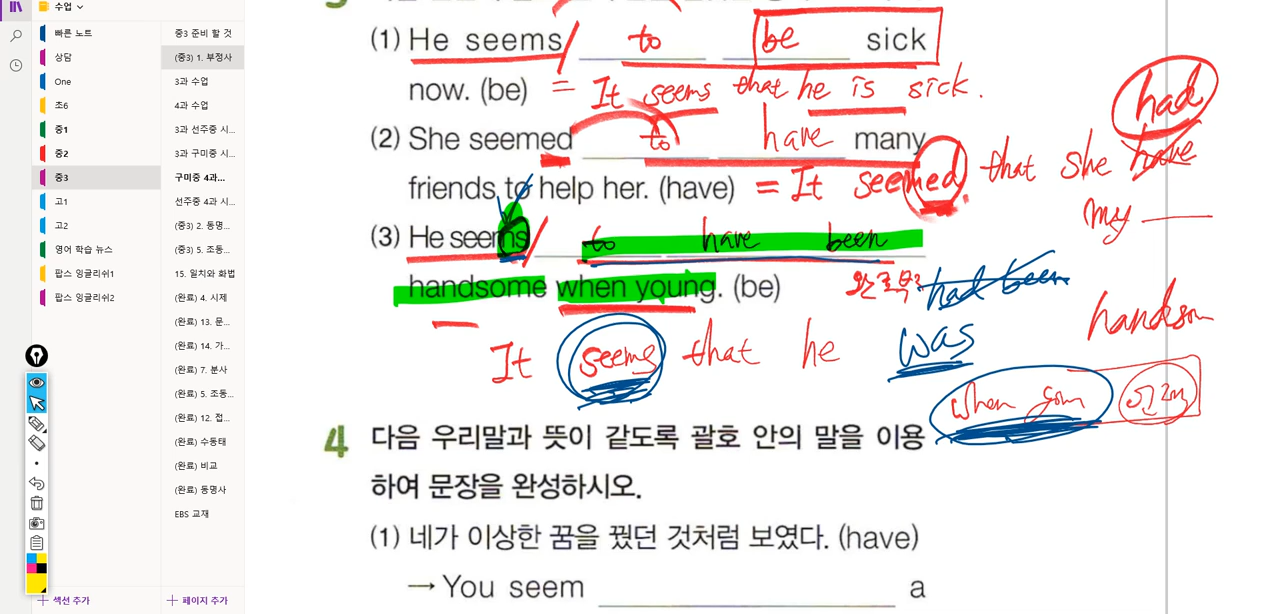 수업
빠른 노트
상담
One
초6
중1
중2
중3
고1
고2
영어 학습 뉴스
팝스 잉글리쉬1
팝스 잉글리쉬2
섹션 추가
중3 준비 할 것
(중3) 1. 부정사
3과 수업
4과 수업
3과 선주중 시...
3과 구미중 시...
구미중 4과...
선주중 4과 시...
(중3) 2. 동명...
(중3) 5. 조동...
15. 일치와 화법
(완료) 4. 시제
(완료) 13. 문...
(완료) 14. 가...
(완료) 7. 분사
(완료) 5. 조동...
(완료) 12. 접...
(완료) 수동태
(완료) 비교
(완료) 동명사
EBS 교재
페이지 추가
(1) He seems / to be sick
now. (be) = It seems that he is sick.
had
(2) She seemed to have many
friends to help her. (have) = It seemed that she have
my
(3) He seems / to have been
handsome when young. (be)
had been
handsom
It seems that he was
when
4 다음 우리말과 뜻이 같도록 괄호 안의 말을 이용
하여 문장을 완성하시오.
(1) 네가 이상한 꿈을 꿨던 것처럼 보였다. (have)
→ You seem a